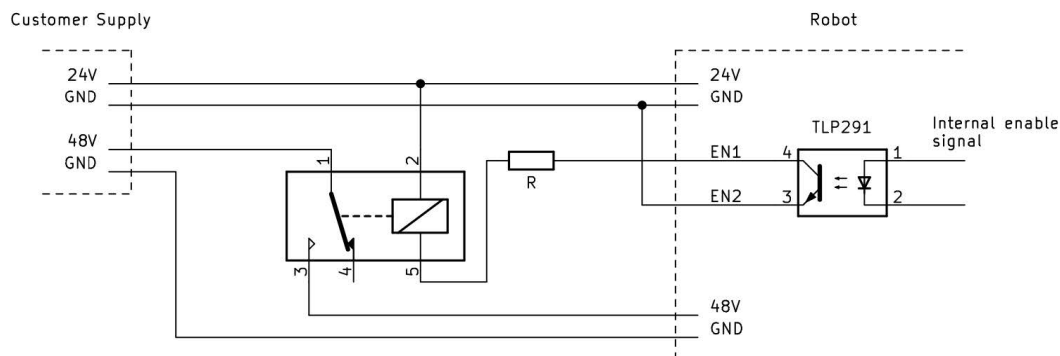 Customer Supply
Robot
24V
GND
48V
GND
24V
GND
TLP291
Internal enable
signal
EN1
EN2
4
3
1
2
1
2
R
3
4
5
48V
GND